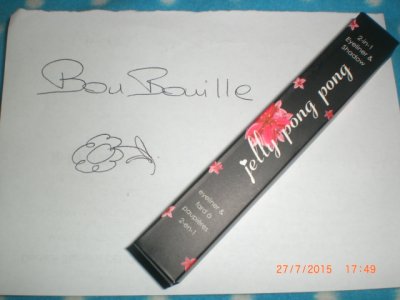 BouBouille
2-in-1
Eyeliner &
Shadow
jelly pong pong
eyeliner &
fard à
paupières
2-en-1
27/7/2015 17:49